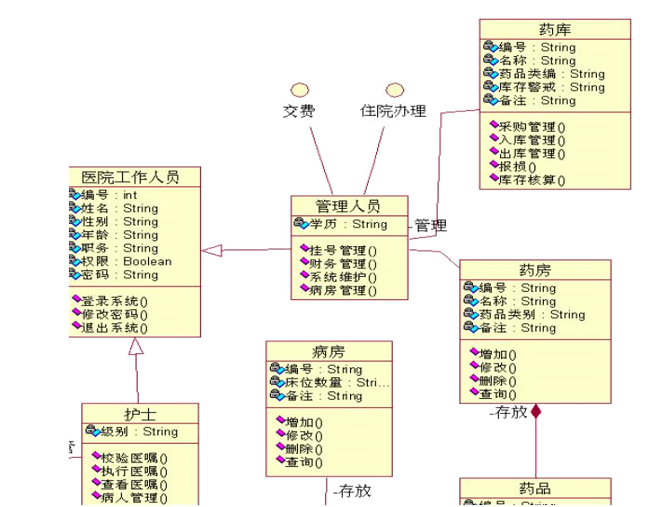 药库
编号 : String
名称 : String
药品类编 : String
库存警戒 : String
备注 : String
采购管理()
入库管理()
出库管理()
报损()
库存核算()
交费
住院办理
医院工作人员
编号 : int
姓名 : String
性别 : String
年龄 : String
职务 : String
权限 : Boolean
密码 : String
登录系统()
修改密码()
退出系统()
管理人员
学历 : String
挂号管理()
财务管理()
系统维护()
病房管理()
-管理
药房
编号 : String
名称 : String
药品类别 : String
备注 : String
增加()
修改()
删除()
查询()
-存放
病房
编号 : String
床位数量 : Stri...
备注 : String
增加()
修改()
删除()
查询()
-存放
护士
级别 : String
校验医嘱()
执行医嘱()
查看医嘱()
病人管理()
药品
编号 : String